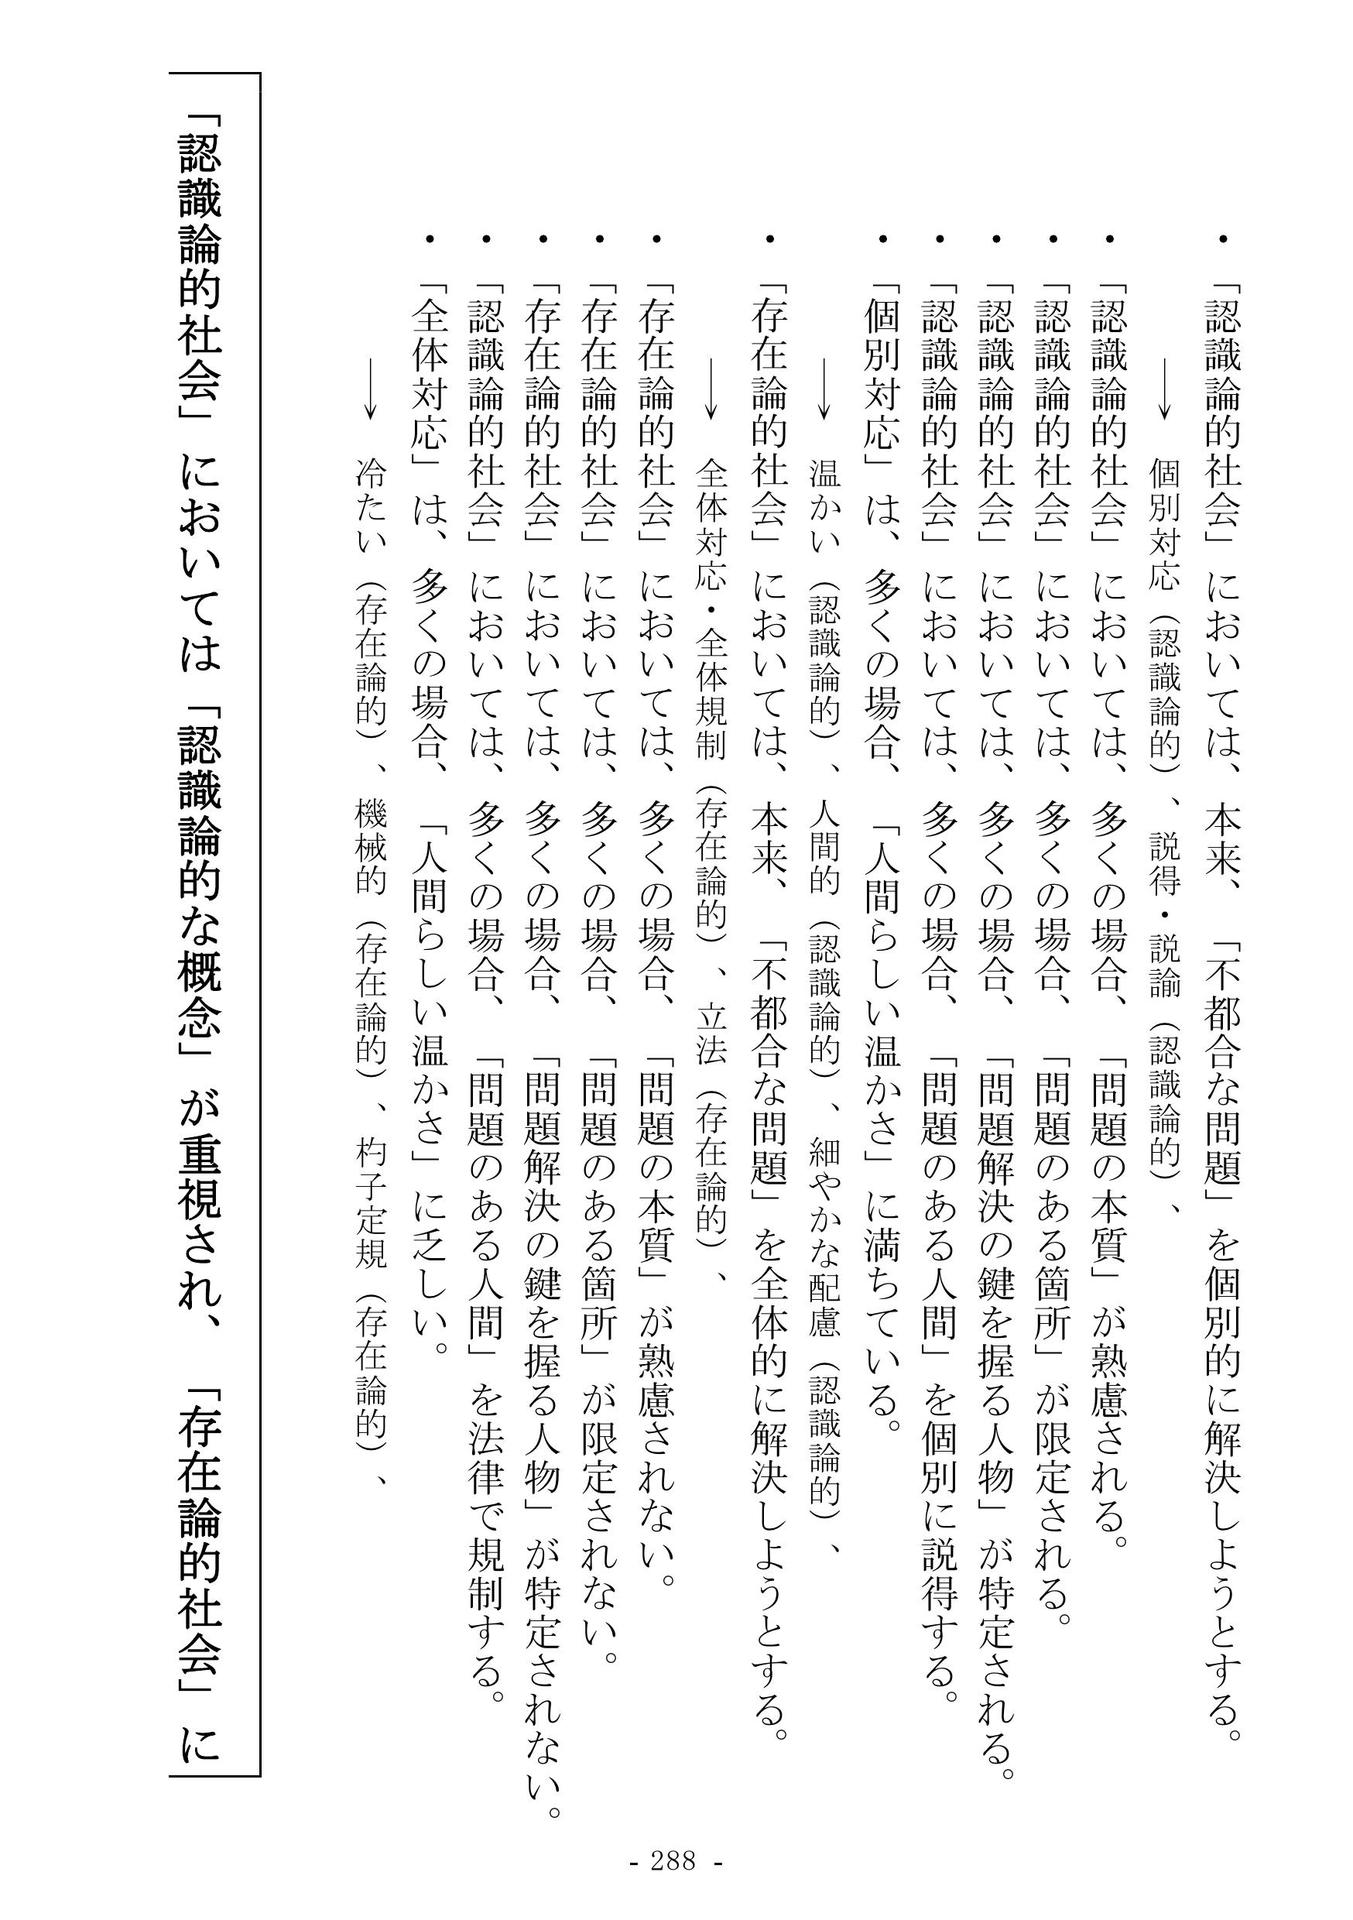 ・「認識論的社会」においては、本来、「不都合な問題」を個別的に解決しようとする。
→　個別対応（認識論的）、説得・説諭（認識論的）、
・「認識論的社会」においては、多くの場合、「問題の本質」が熟慮される。
・「認識論的社会」においては、多くの場合、「問題のある箇所」が限定される。
・「認識論的社会」においては、多くの場合、「問題解決の鍵を握る人物」が特定される。
・「認識論的社会」においては、多くの場合、「問題のある人間」を個別に説得する。
・「個別対応」は、多くの場合、「人間らしい温かさ」に満ちている。
→　温かい（認識論的）、人間的（認識論的）、細やかな配慮（認識論的）、
・「存在論的社会」においては、本来、「不都合な問題」を全体的に解決しようとする。
→　全体対応・全体規制（存在論的）、立法（存在論的）、
・「存在論的社会」においては、多くの場合、「問題の本質」が熟慮されない。
・「存在論的社会」においては、多くの場合、「問題のある箇所」が限定されない。
・「存在論的社会」においては、多くの場合、「問題解決の鍵を握る人物」が特定されない。
・「認識論的社会」においては、多くの場合、「問題のある人間」を法律で規制する。
・「全体対応」は、多くの場合、「人間らしい温かさ」に乏しい。
→　冷たい（存在論的）、機械的（存在論的）、杓子定規（存在論的）、
「認識論的社会」においては「認識論的な概念」が重視され、「存在論的社会」に
- 288 -